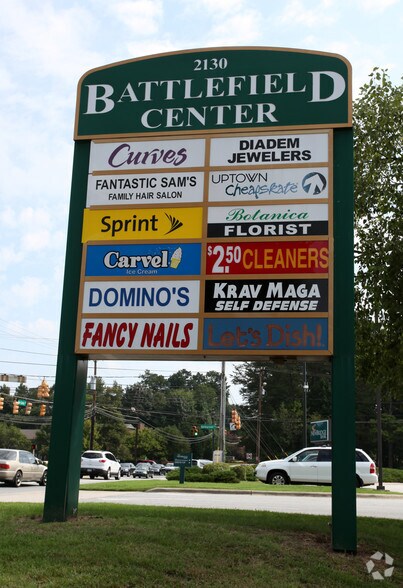 2130
BATTLEFIELD
CENTER
Curves
DIADEM
JEWELERS
FANTASTIC SAM'S
FAMILY HAIR SALON
UPTOWN
Cheapskate
Sprint
Botanica
FLORIST
Carvel
Ice Cream
$2.50 CLEANERS
DOMINO'S
KRAV MAGA
SELF DEFENSE
FANCY NAILS
Let's Dish!